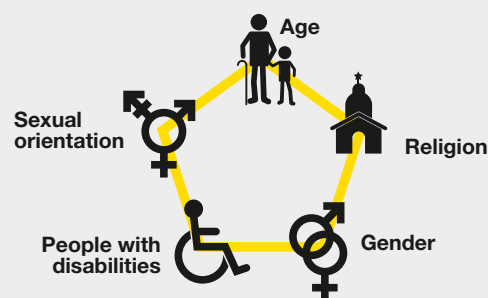 Age
Sexual
orientation
Religion
People with
disabilities
Gender